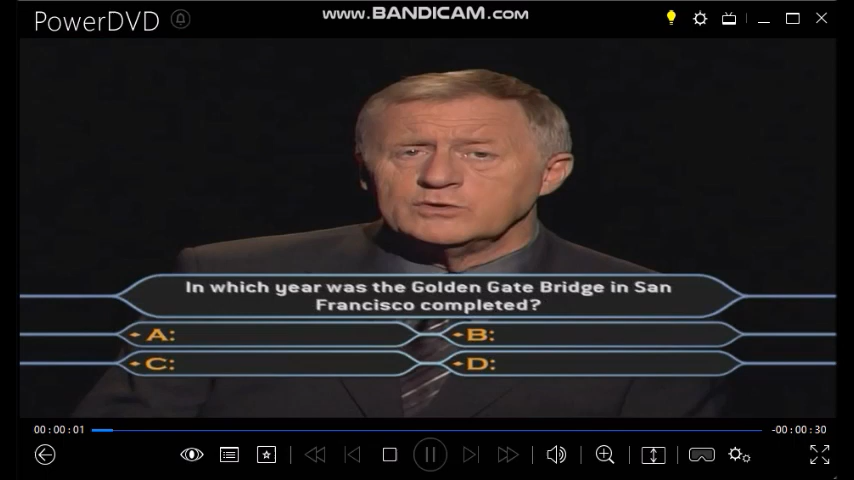 PowerDVD
www.BANDICAM.com
In which year was the Golden Gate Bridge in San
Francisco completed?
A:
B:
C:
D:
00:00:01
-00:00:30